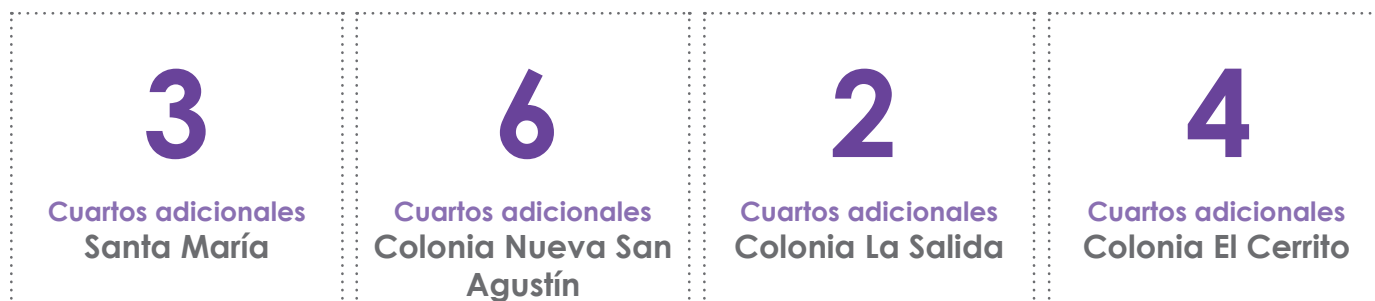 3
Cuartos adicionales
Santa María
6
Cuartos adicionales
Colonia Nueva San
Agustín
2
Cuartos adicionales
Colonia La Salida
4
Cuartos adicionales
Colonia El Cerrito